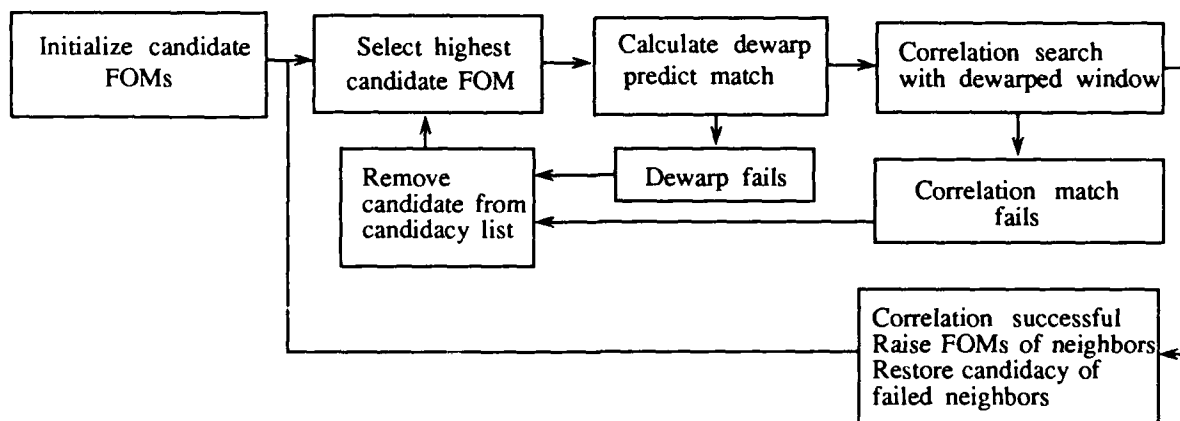 Initialize candidate
FOMs
Select highest
candidate FOM
Calculate dewarp
predict match
Correlation search
with dewarped window
Remove
candidate from
candidacy list
Dewarp fails
Correlation match
fails
Correlation successful
Raise FOMs of neighbors
Restore candidacy of
failed neighbors